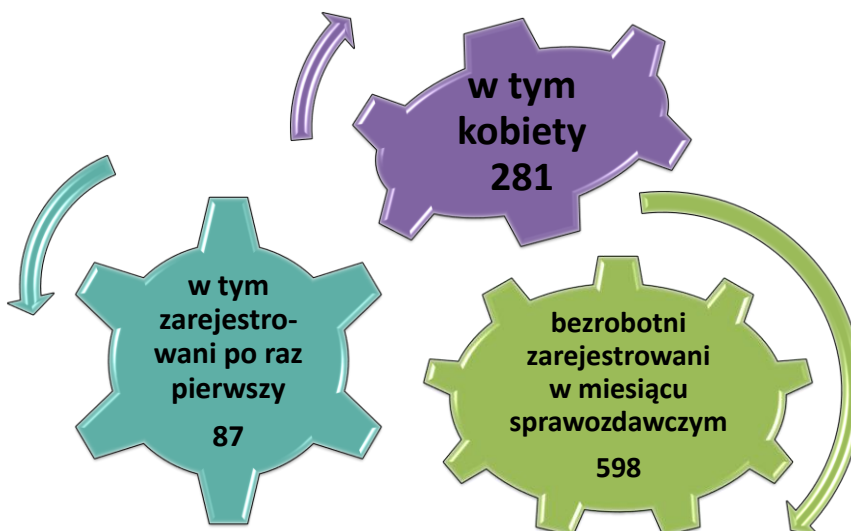 w tym
kobiety
281
w tym
zarejestro-
wani po raz
pierwszy
87
bezrobotni
zarejestrowani
w miesiącu
sprawozdawczym
598